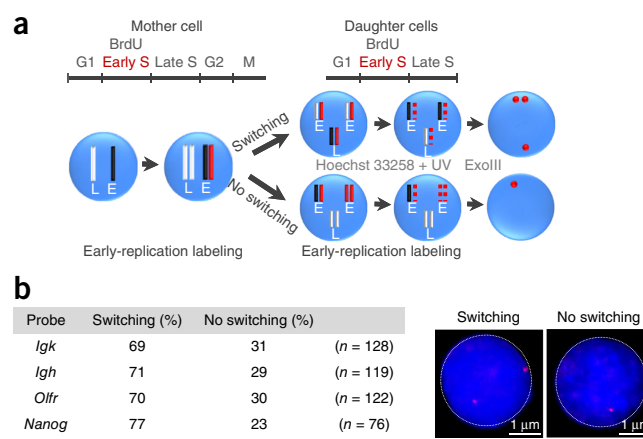 a
Mother cell
Daughter cells
BrdU
BrdU
G1 Early S Late S G2 M
G1 Early S Late S
Switching
No switching
L E
L E
E E
L
E E
L
Hoechst 33258 + UV ExoIII
E E
L
E E
L
Early-replication labeling
Early-replication labeling
b
Probe Switching (%) No switching (%)
Igk 69 31 (n = 128)
Igh 71 29 (n = 119)
Olfr 70 30 (n = 122)
Nanog 77 23 (n = 76)
Switching No switching
1 μm 1 μm